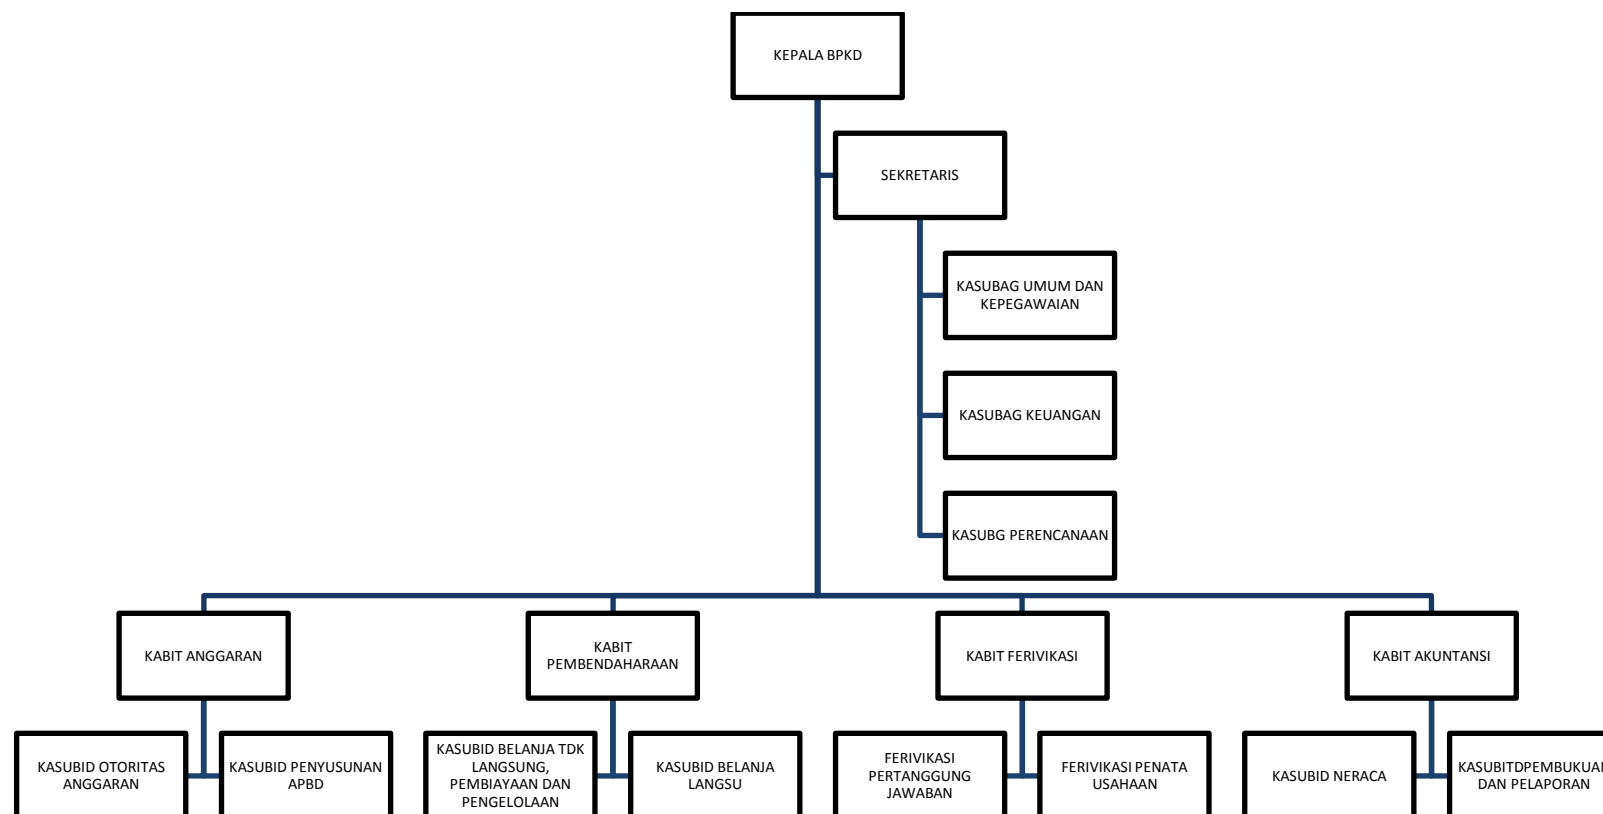 KEPALA BPKD
SEKRETARIS
KASUBAG UMUM DAN
KEPEGAWAIAN
KASUBAG KEUANGAN
KASUBG PERENCANAAN
KABIT ANGGARAN
KABIT
PEMBENDAHARAAN
KABIT FERIVIKASI
KABIT AKUNTANSI
KASUBID OTORITAS
ANGGARAN
KASUBID PENYUSUNAN
APBD
KASUBID BELANJA TDK
LANGSUNG,
PEMBIAYAAN DAN
PENGELOLAAN
KASUBID BELANJA
LANGSU
FERIVIKASI
PERTANGGUNG
JAWABAN
FERIVIKASI PENATA
USAHAAN
KASUBID NERACA
KASUBITDPEMBUKUAN
DAN PELAPORAN